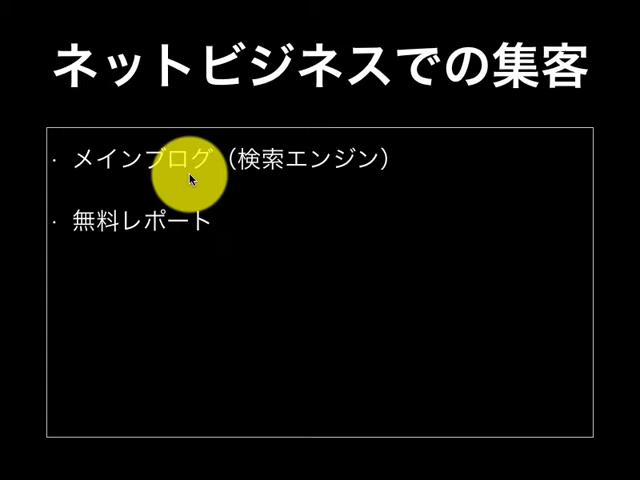 ネットビジネスでの集客
・ メインブログ（検索エンジン）
・ 無料レポート